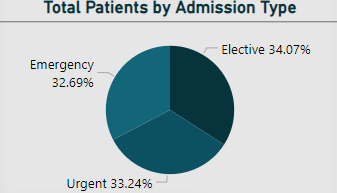 Total Patients by Admission Type
Elective 34.07%
Emergency
32.69%
Urgent 33.24%